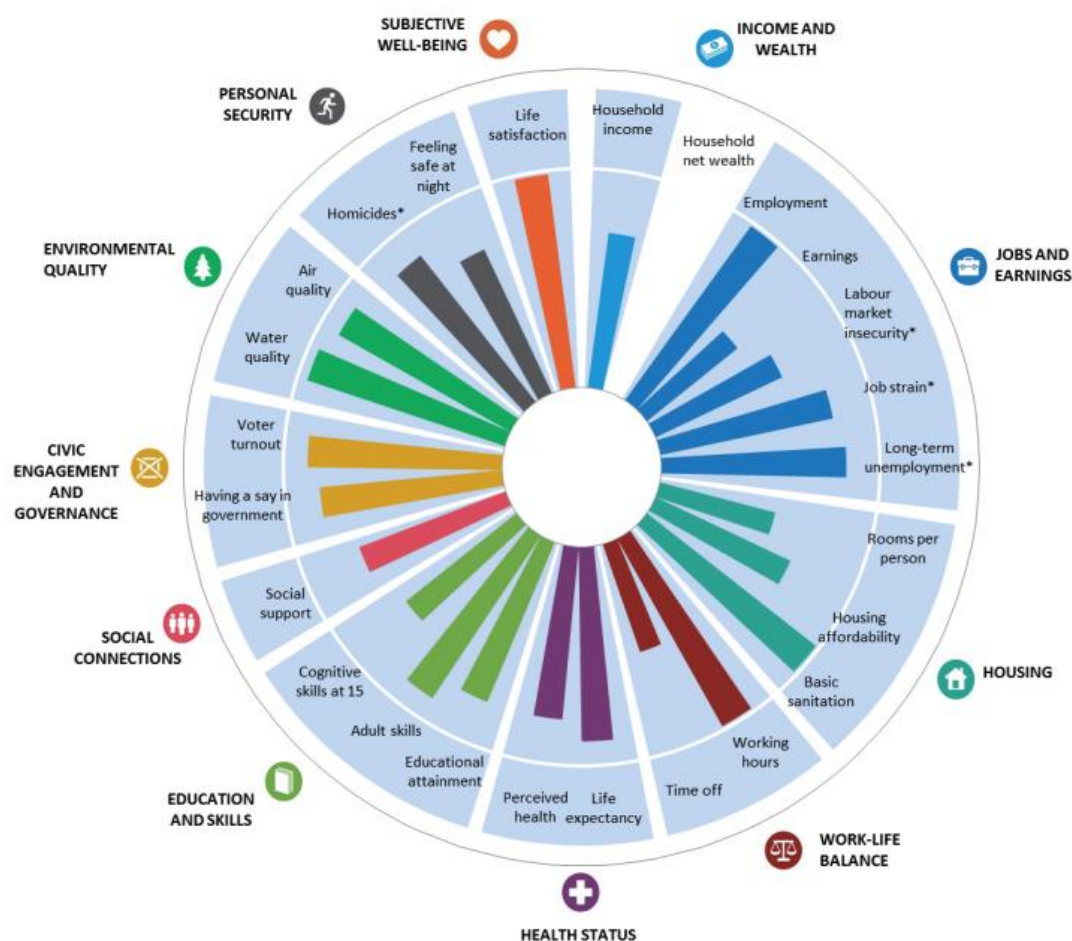 SUBJECTIVE
WELL-BEING
INCOME AND
WEALTH
PERSONAL
SECURITY
Life
satisfaction
Household
income
Household
net wealth
Feeling
safe at
night
Homicides*
Employment
Earnings
Labour
market
insecurity*
Job strain*
Long-term
unemployment*
JOBS AND
EARNINGS
ENVIRONMENTAL
QUALITY
Air
quality
Water
quality
CIVIC
ENGAGEMENT
AND
GOVERNANCE
Voter
turnout
Having a say in
government
Rooms per
person
Housing
affordability
Basic
sanitation
HOUSING
SOCIAL
CONNECTIONS
Social
support
Cognitive
skills at 15
Adult skills
Educational
attainment
EDUCATION
AND SKILLS
Perceived
health
Life
expectancy
HEALTH STATUS
Time off
Working
hours
WORK-LIFE
BALANCE